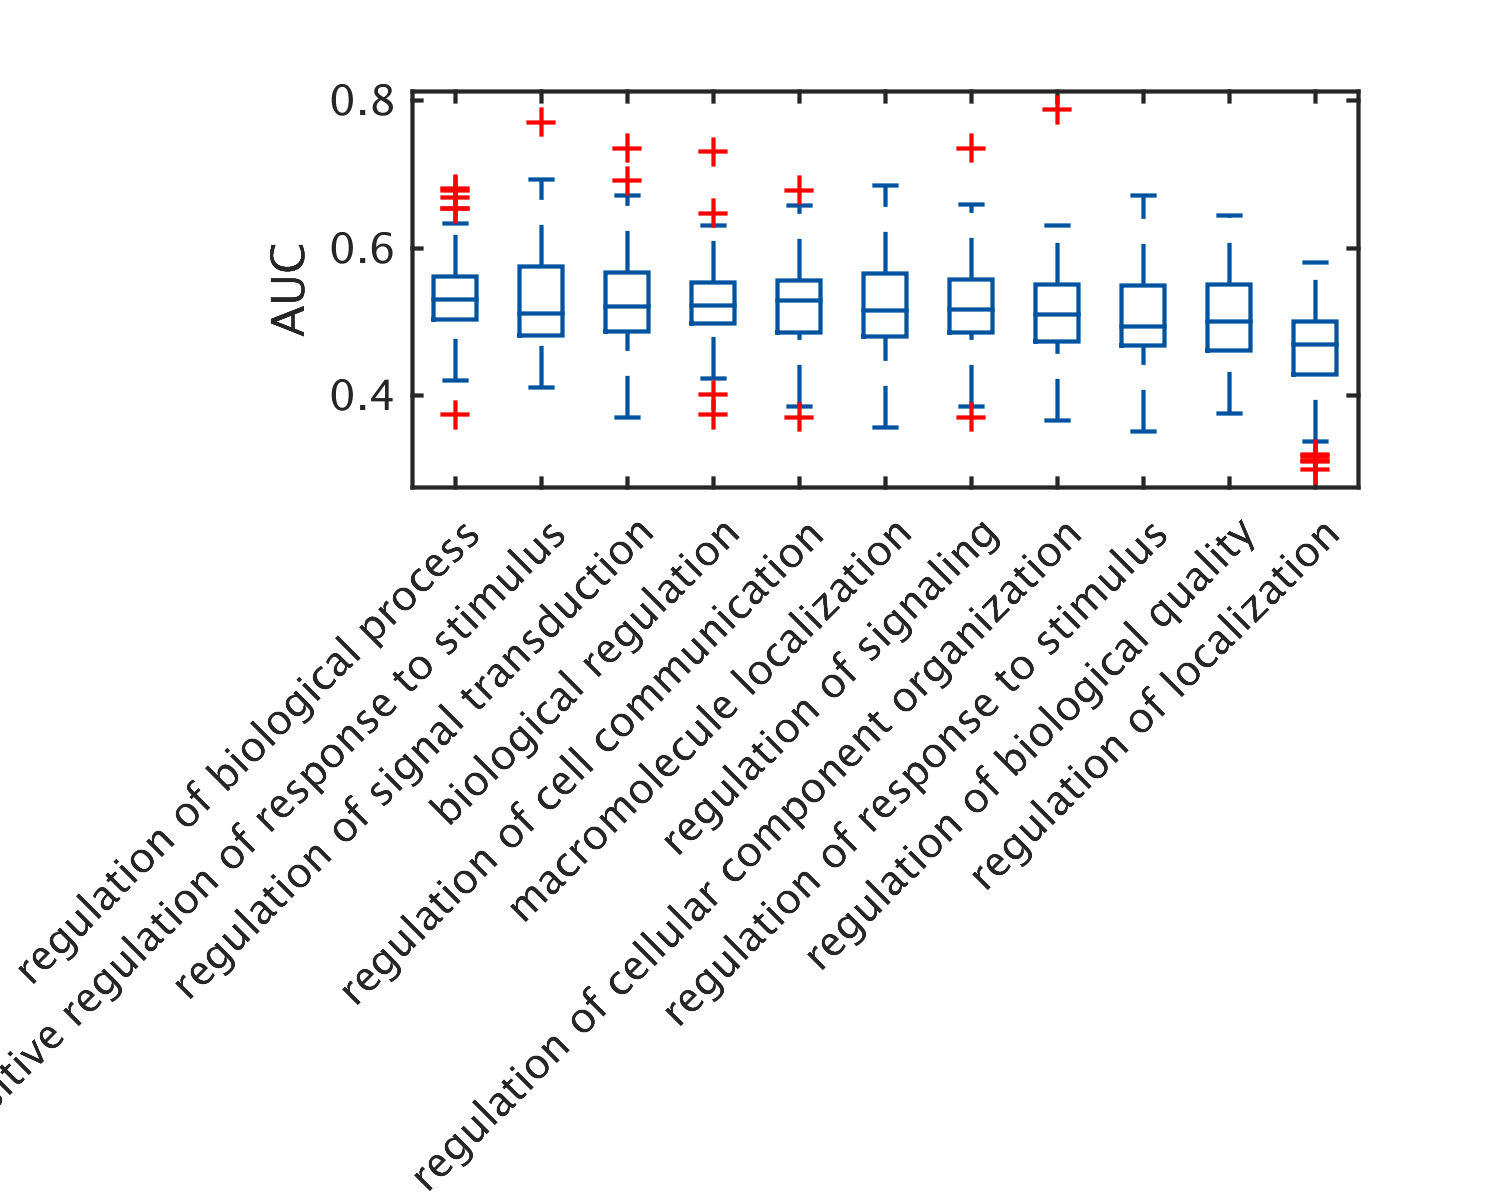 0.8
0.6
0.4
AUC
regulation of biological process
regulation of response to stimulus
regulation of signal transduction
biological regulation
regulation of cell communication
macromolecule localization
regulation of signaling
regulation of cellular component organization
regulation of response to stimulus
regulation of biological quality
regulation of localization